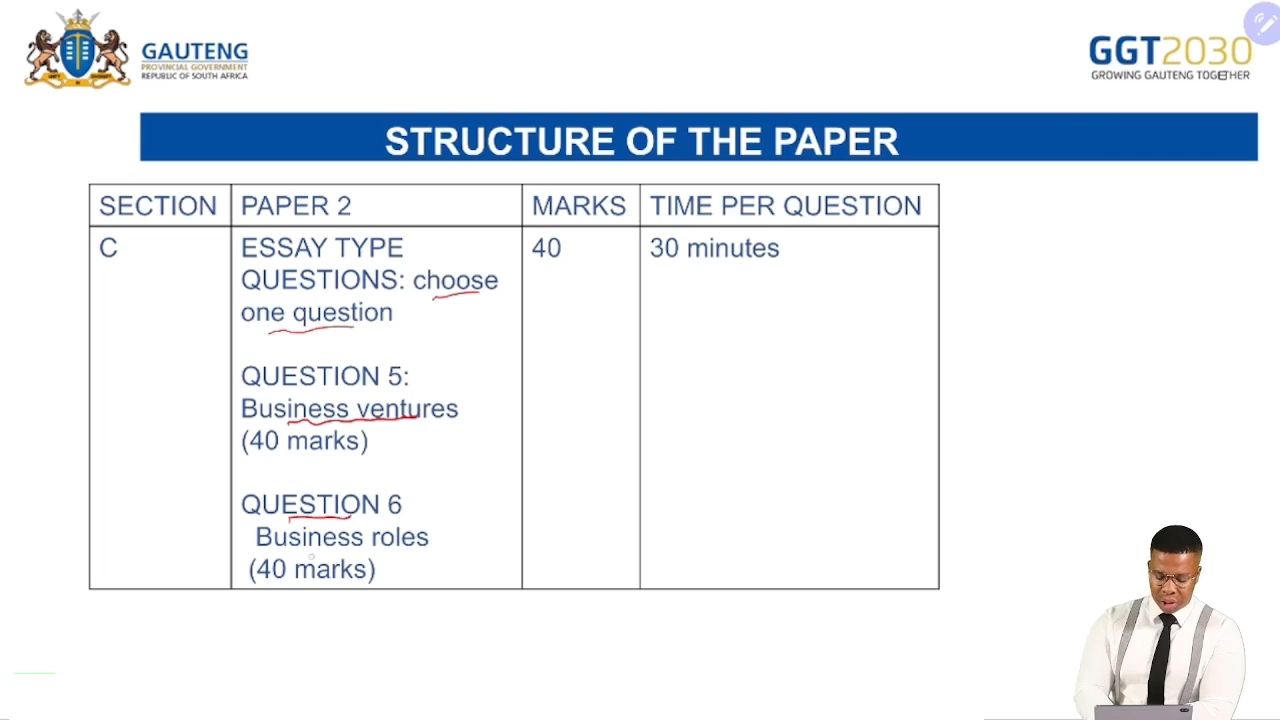 GAUTENG
PROVINCIAL GOVERNMENT
REPUBLIC OF SOUTH AFRICA
GGT2030
GROWING GAUTENG TOGETHER
STRUCTURE OF THE PAPER
SECTION PAPER 2 MARKS TIME PER QUESTION
C ESSAY TYPE 40 30 minutes
QUESTIONS: choose
one question
QUESTION 5:
Business ventures
(40 marks)
QUESTION 6
Business roles
(40 marks)